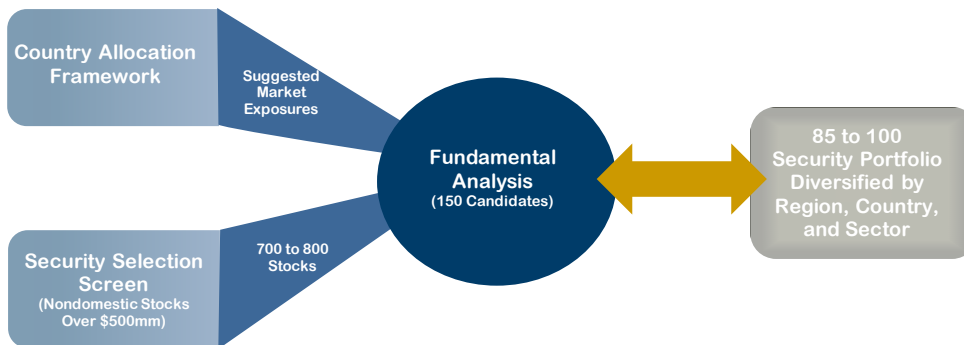 Country Allocation
Framework
Suggested
Market
Exposures
Fundamental
Analysis
(150 Candidates)
85 to 100
Security Portfolio
Diversified by
Region, Country,
and Sector
Security Selection
Screen
(Nondomestic Stocks
Over $500mm)
700 to 800
Stocks